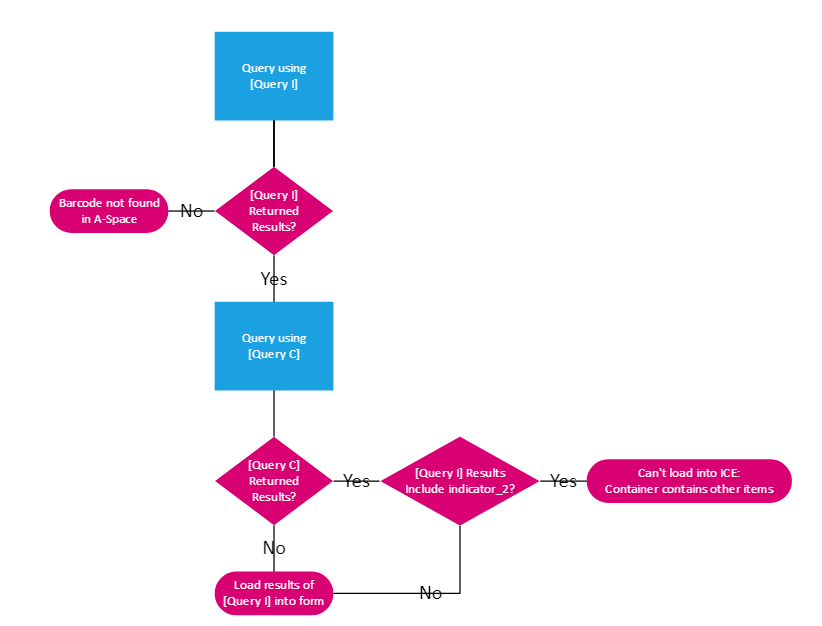 Query using
[Query I]
[Query I]
Returned
Results?
No
Barcode not found
in A-Space
Yes
Query using
[Query C]
[Query C]
Returned
Results?
Yes
[Query I] Results
Include indicator_2?
Yes
Can't load into ICE:
Container contains other items
No
Load results of
[Query I] into form
No